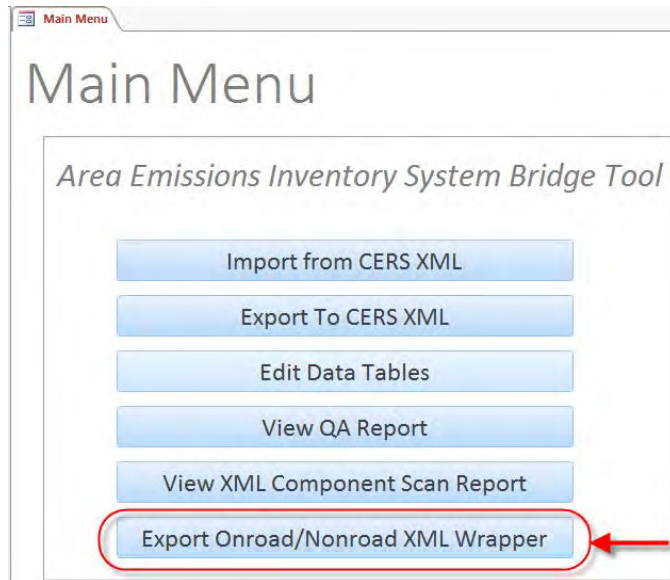 Main Menu
Main Menu
Area Emissions Inventory System Bridge Tool
Import from CERS XML
Export To CERS XML
Edit Data Tables
View QA Report
View XML Component Scan Report
Export Onroad/Nonroad XML Wrapper